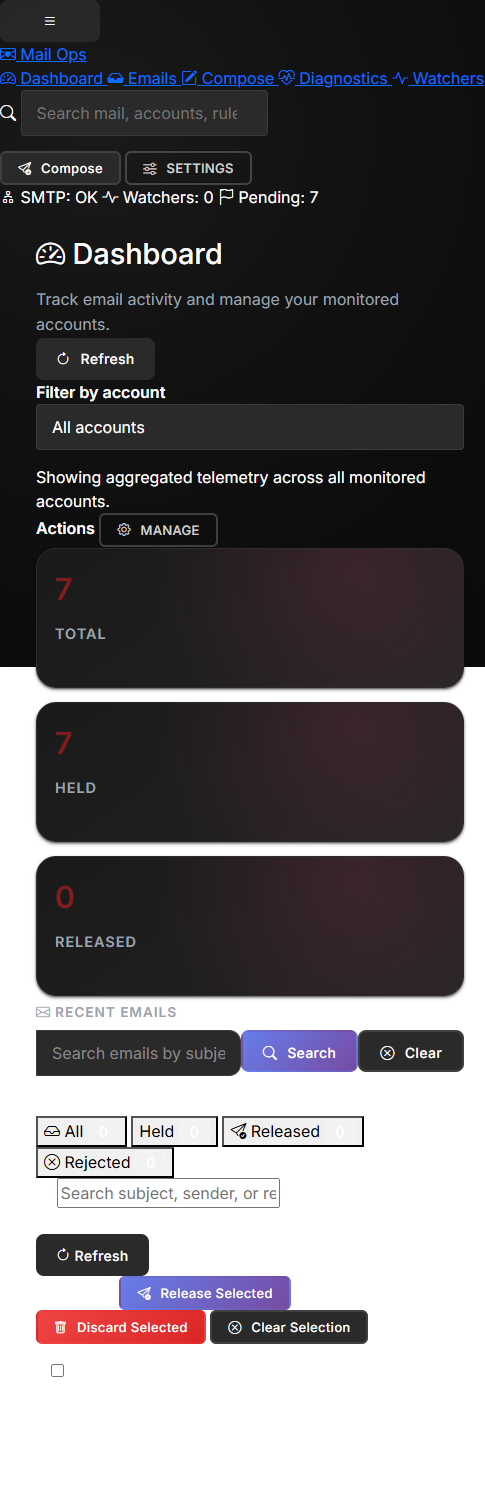 Mail Ops
Dashboard Emails Compose Diagnostics Watchers
Search mail, accounts, rule
Compose SETTINGS
SMTP: OK Watchers: 0 Pending: 7
Dashboard
Track email activity and manage your monitored
accounts.
Refresh
Filter by account
All accounts
Showing aggregated telemetry across all monitored
accounts.
Actions MANAGE
7
TOTAL
7
HELD
0
RELEASED
RECENT EMAILS
Search emails by subje Search Clear
All 0 Held 0 Released 0
Rejected 0
Search subject, sender, or re
Refresh
Release Selected
Discard Selected Clear Selection